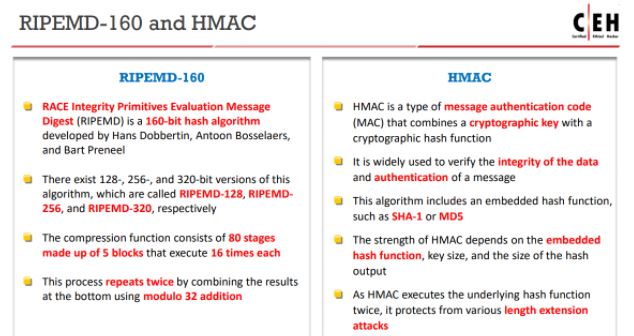 RIPEMD-160 and HMAC
C|EH
Certified Ethical Hacker
RIPEMD-160
RACE Integrity Primitives Evaluation Message
Digest (RIPEMD) is a 160-bit hash algorithm
developed by Hans Dobbertin, Antoon Bosselaers,
and Bart Preneel
There exist 128-, 256-, and 320-bit versions of this
algorithm, which are called RIPEMD-128, RIPEMD-
256, and RIPEMD-320, respectively
The compression function consists of 80 stages
made up of 5 blocks that execute 16 times each
This process repeats twice by combining the results
at the bottom using modulo 32 addition
HMAC
HMAC is a type of message authentication code
(MAC) that combines a cryptographic key with a
cryptographic hash function
It is widely used to verify the integrity of the data
and authentication of a message
This algorithm includes an embedded hash function,
such as SHA-1 or MD5
The strength of HMAC depends on the embedded
hash function, key size, and the size of the hash
output
As HMAC executes the underlying hash function
twice, it protects from various length extension
attacks